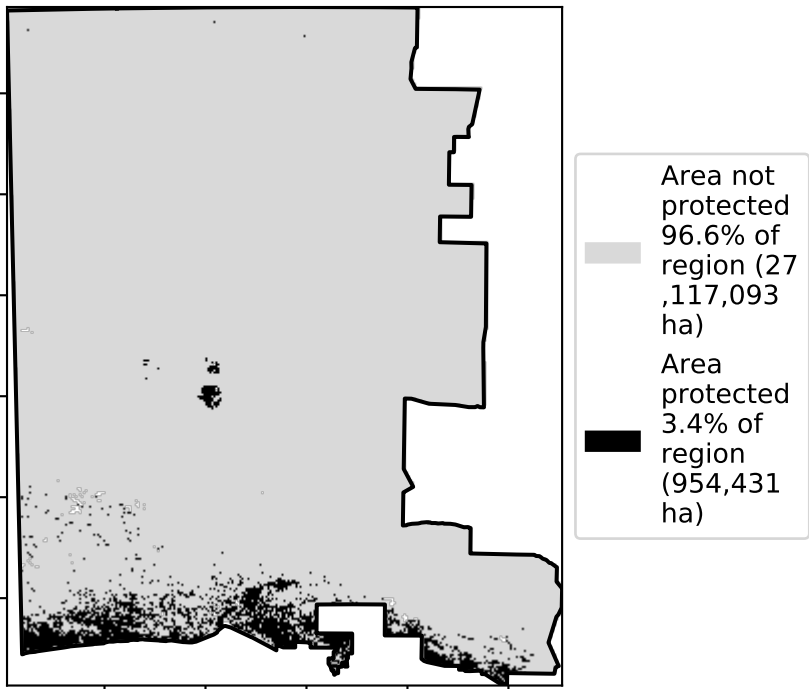 Area not
protected
96.6% of
region (27
,117,093
ha)
Area
protected
3.4% of
region
(954,431
ha)